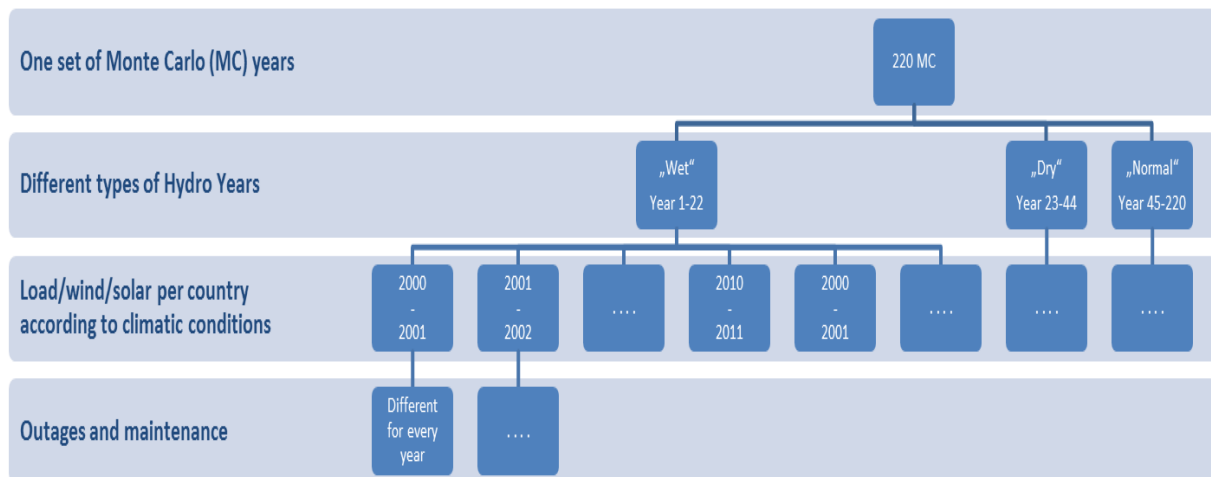 One set of Monte Carlo (MC) years
220 MC
Different types of Hydro Years
„Wet“
Year 1-22
„Dry“
Year 23-44
„Normal“
Year 45-220
Load/wind/solar per country
according to climatic conditions
2000
-
2001
2001
-
2002
....
2010
-
2011
2000
-
2001
....
....
....
Outages and maintenance
Different
for every
year
....